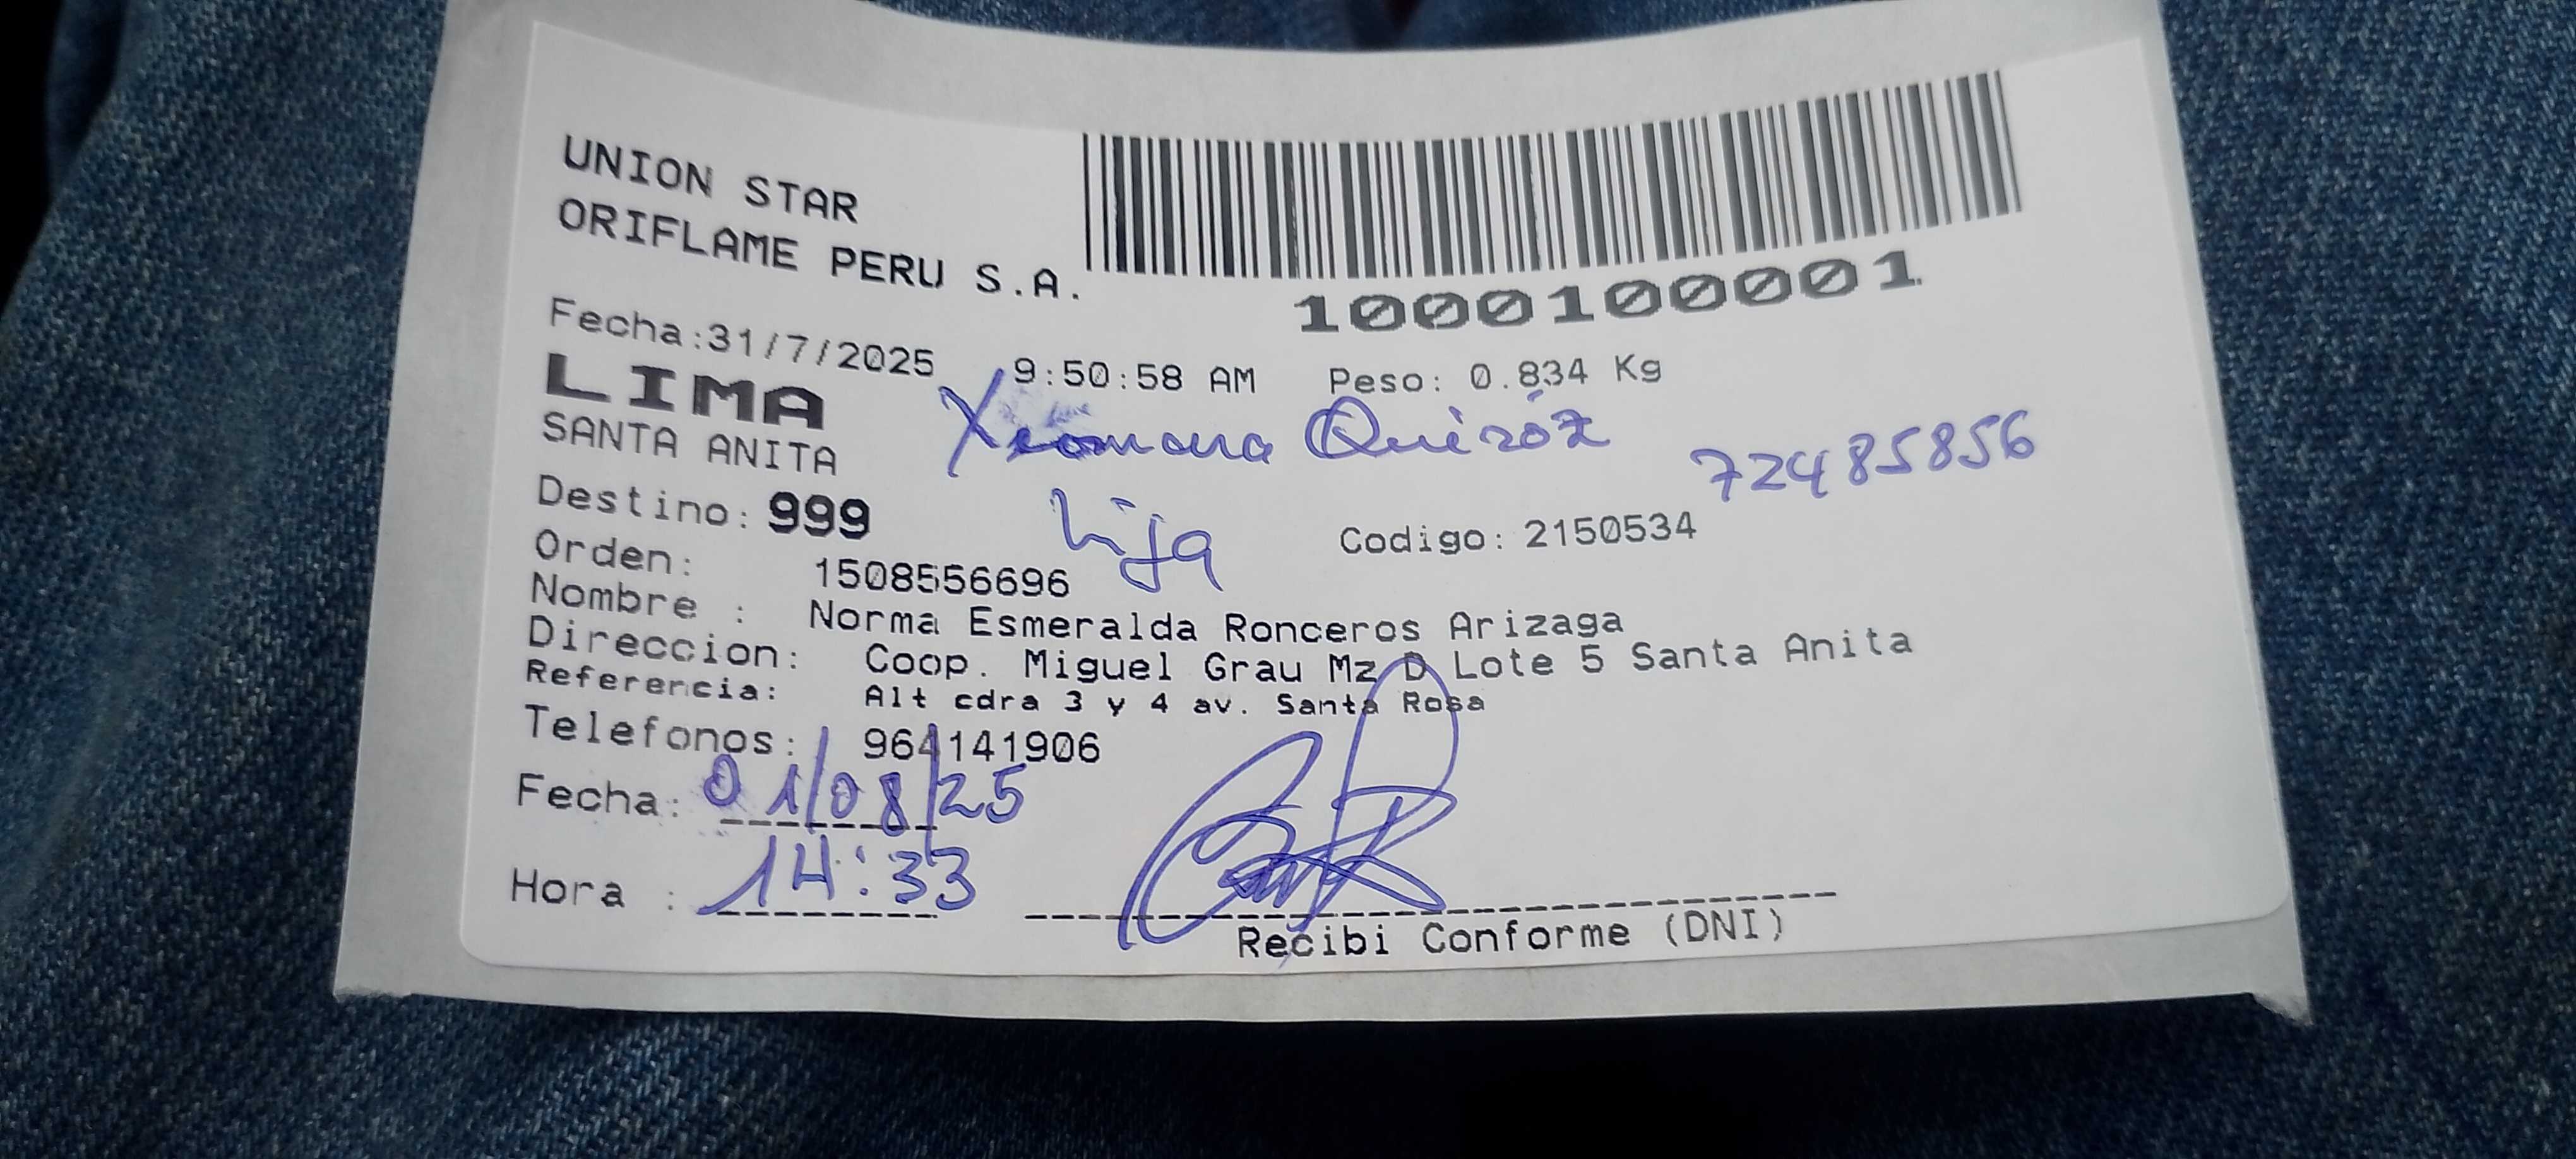 UNION STAR
ORIFLAME PERU S.A.
1000100001
Fecha:31/7/2025 9:50:58 AM Peso: 0.834 Kg
LIMA
SANTA ANITA
Xiomara Quiróz
72485856
Destino: 999
hija
Codigo: 2150534
Orden: 1508556696
Nombre : Norma Esmeralda Ronceros Arizaga
Direccion: Coop. Miguel Grau Mz D Lote 5 Santa Anita
Referencia: Alt cdra 3 y 4 av. Santa Rosa
Telefonos: 964141906
Fecha: 01/08/25
Hora : 14:33
Recibi Conforme (DNI)